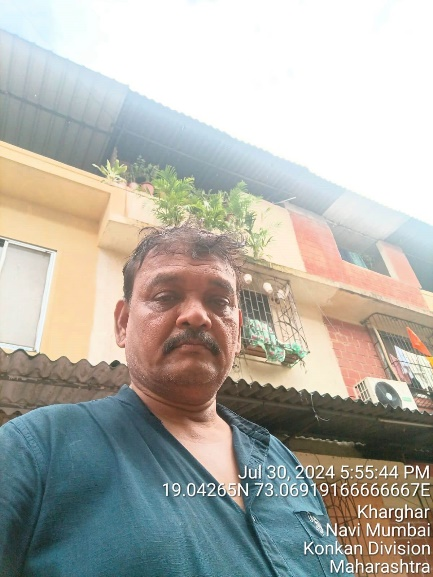 Jul 30, 2024 5:55:44 PM
19.04265N 73.06919166666667E
Kharghar
Navi Mumbai
Konkan Division
Maharashtra